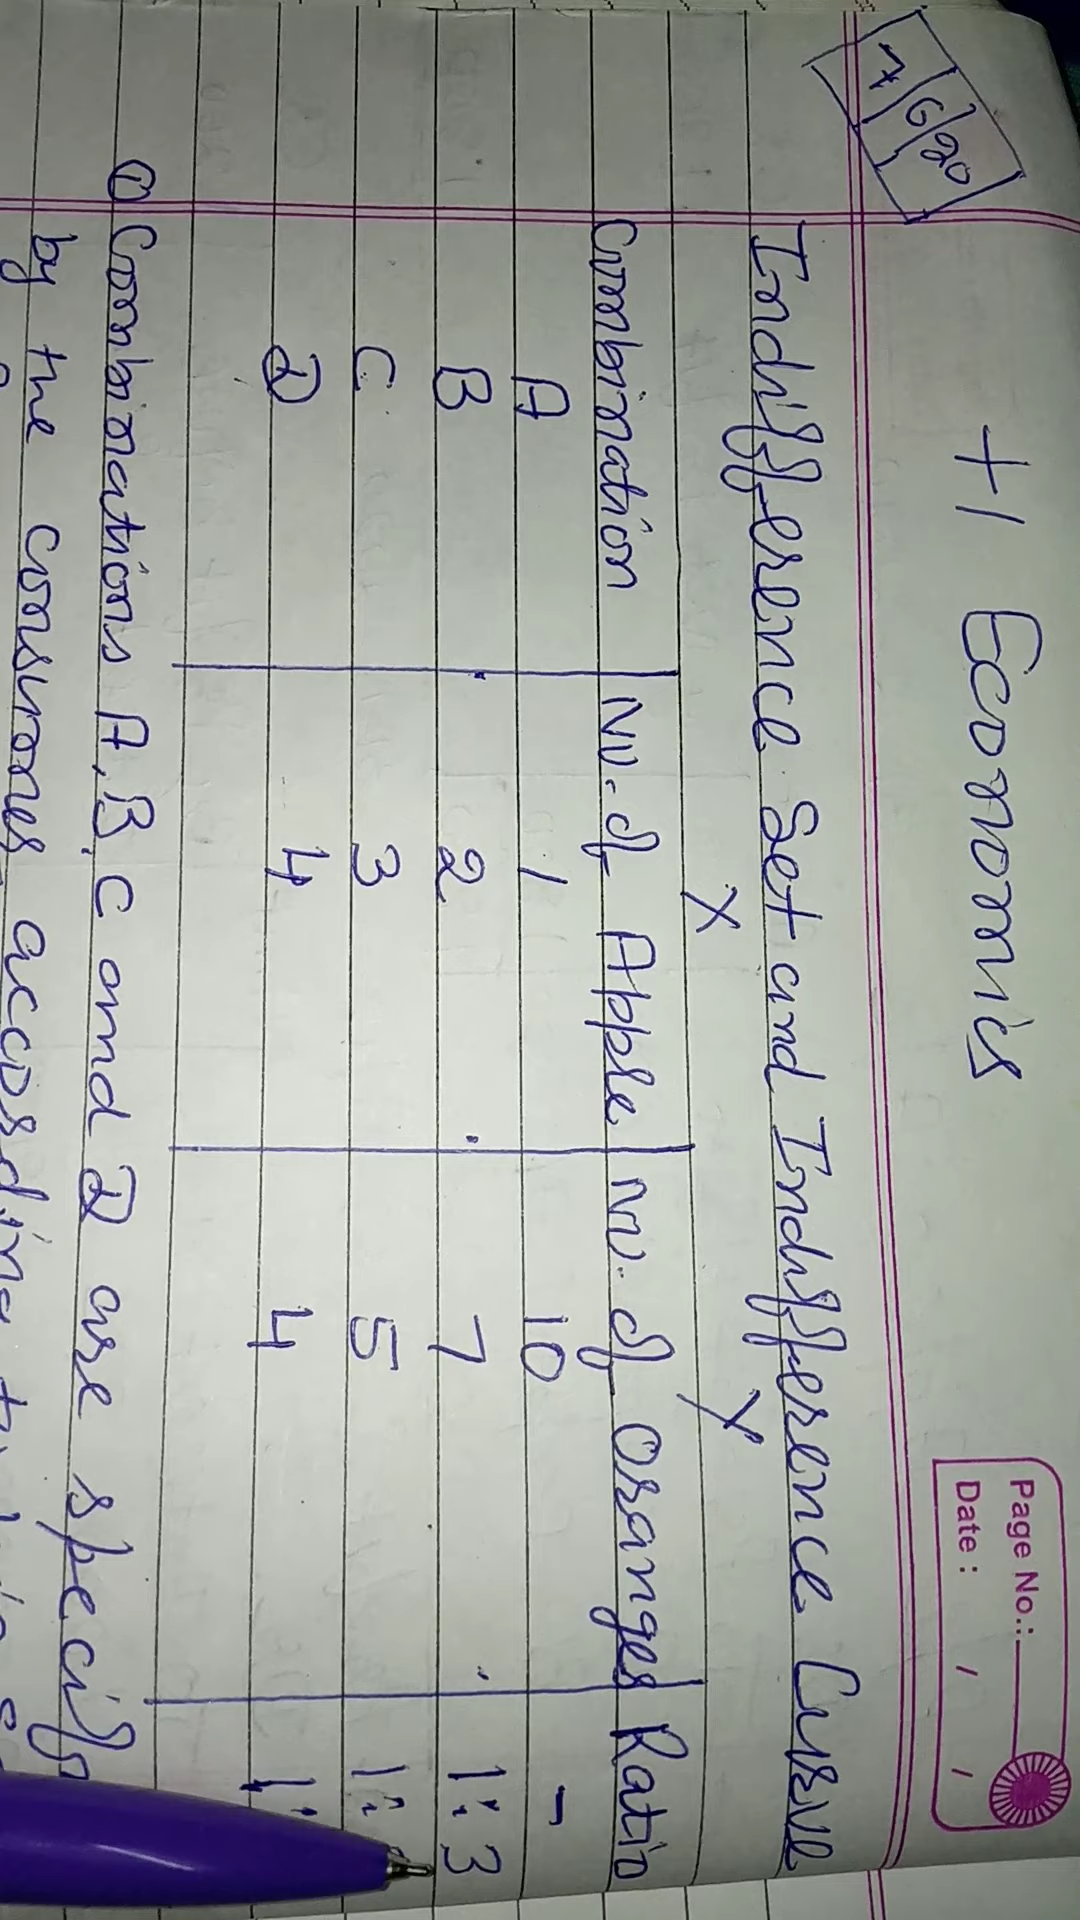 7/6/20
+1 Economics
Page No.:
Date : / /
Indifference Set and Indifference Curve
X Y
Combination No. of Apple No. of Oranges Ratio
A 1 10 -
B 2 7 1:3
C 3 5 1:
D 4 4 1:
① Combinations A, B, C and D are
by the consumer according to